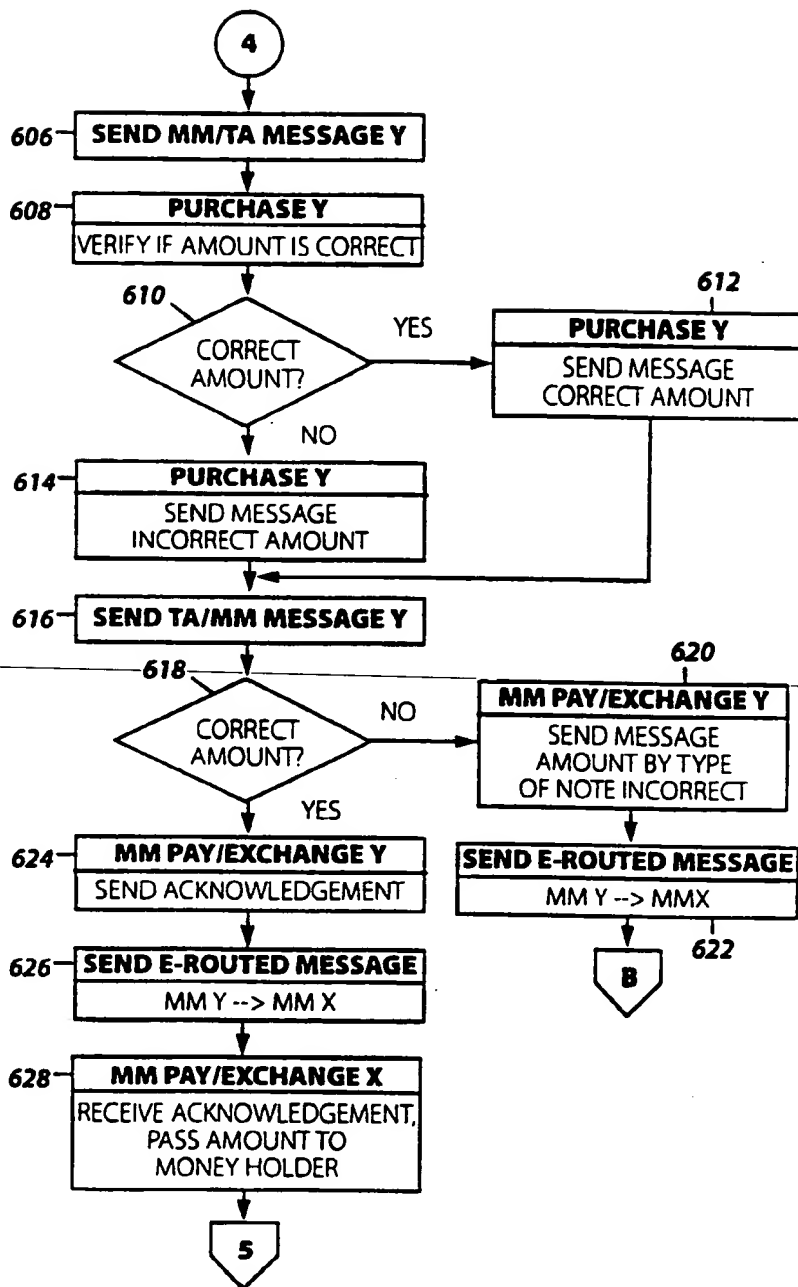 4
606
SEND MM/TA MESSAGE Y
608
PURCHASE Y
VERIFY IF AMOUNT IS CORRECT
610
CORRECT
AMOUNT?
YES
NO
612
PURCHASE Y
SEND MESSAGE
CORRECT AMOUNT
614
PURCHASE Y
SEND MESSAGE
INCORRECT AMOUNT
616
SEND TA/MM MESSAGE Y
618
CORRECT
AMOUNT?
NO
YES
620
MM PAY/EXCHANGE Y
SEND MESSAGE
AMOUNT BY TYPE
OF NOTE INCORRECT
SEND E-ROUTED MESSAGE
MM Y --> MMX
622
B
624
MM PAY/EXCHANGE Y
SEND ACKNOWLEDGEMENT
626
SEND E-ROUTED MESSAGE
MM Y --> MM X
628
MM PAY/EXCHANGE X
RECEIVE ACKNOWLEDGEMENT,
PASS AMOUNT TO
MONEY HOLDER
5